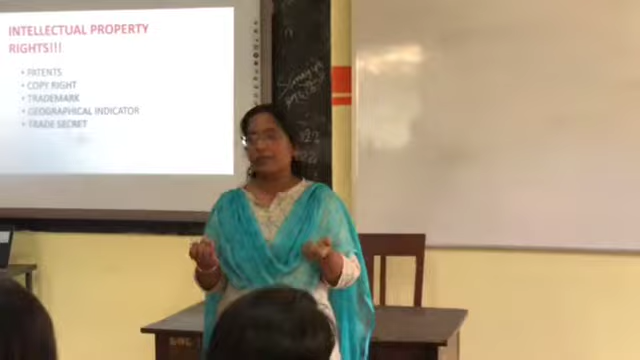 INTELLECTUAL PROPERTY
RIGHTS!!!
• PATENTS
• COPY RIGHT
• TRADEMARK
• GEOGRAPHICAL INDICATOR
• TRADE SECRET